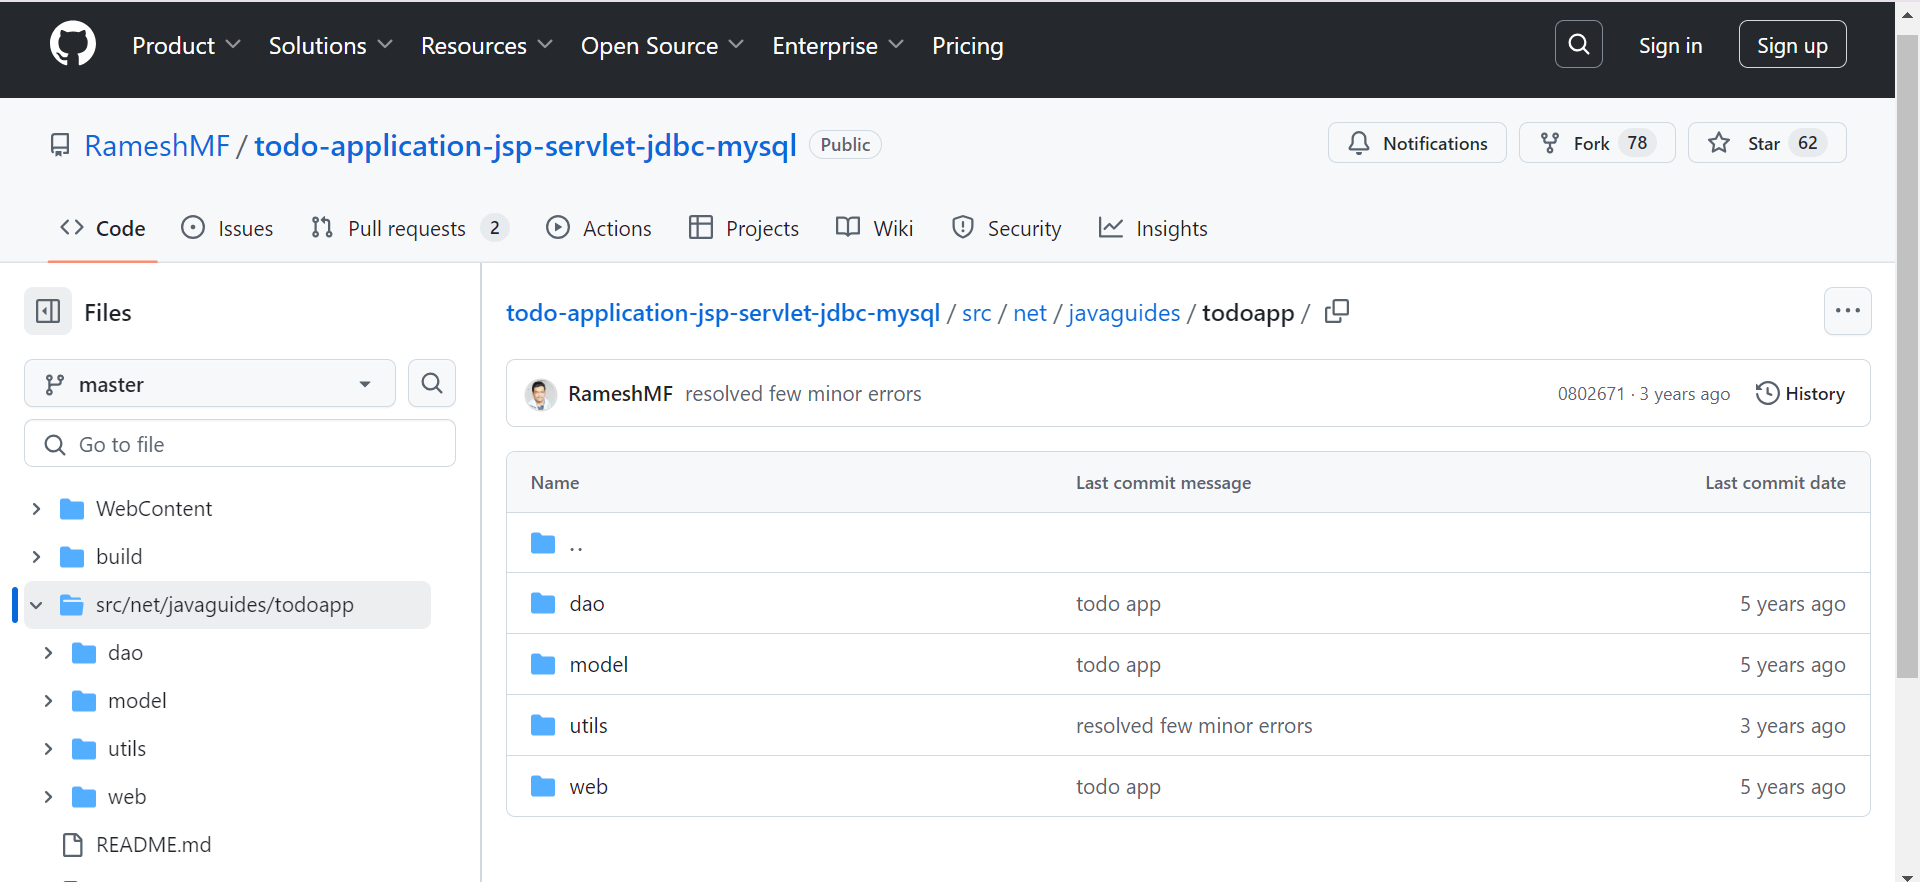 Product Solutions Resources Open Source Enterprise Pricing Sign in Sign up
RameshMF / todo-application-jsp-servlet-jdbc-mysql Public Notifications Fork 78 Star 62
Code Issues Pull requests 2 Actions Projects Wiki Security Insights
Files
master
Go to file
WebContent
build
src/net/javaguides/todoapp
dao
model
utils
web
README.md
todo-application-jsp-servlet-jdbc-mysql / src / net / javaguides / todoapp /
RameshMF resolved few minor errors 0802671 · 3 years ago History
Name Last commit message Last commit date
..
dao todo app 5 years ago
model todo app 5 years ago
utils resolved few minor errors 3 years ago
web todo app 5 years ago